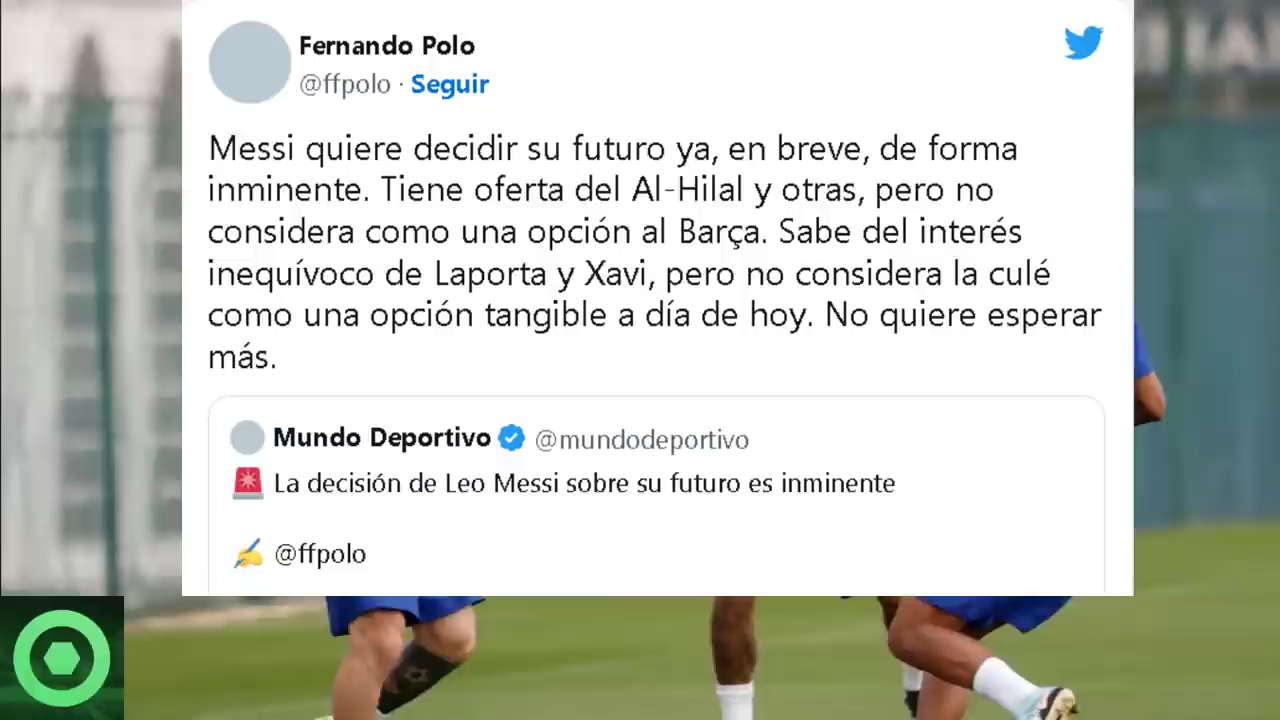 Fernando Polo
@ffpolo · Seguir
Messi quiere decidir su futuro ya, en breve, de forma
inminente. Tiene oferta del Al-Hilal y otras, pero no
considera como una opción al Barça. Sabe del interés
inequívoco de Laporta y Xavi, pero no considera la culé
como una opción tangible a día de hoy. No quiere esperar
más.
Mundo Deportivo @mundodeportivo
🚨 La decisión de Leo Messi sobre su futuro es inminente
✍️ @ffpolo